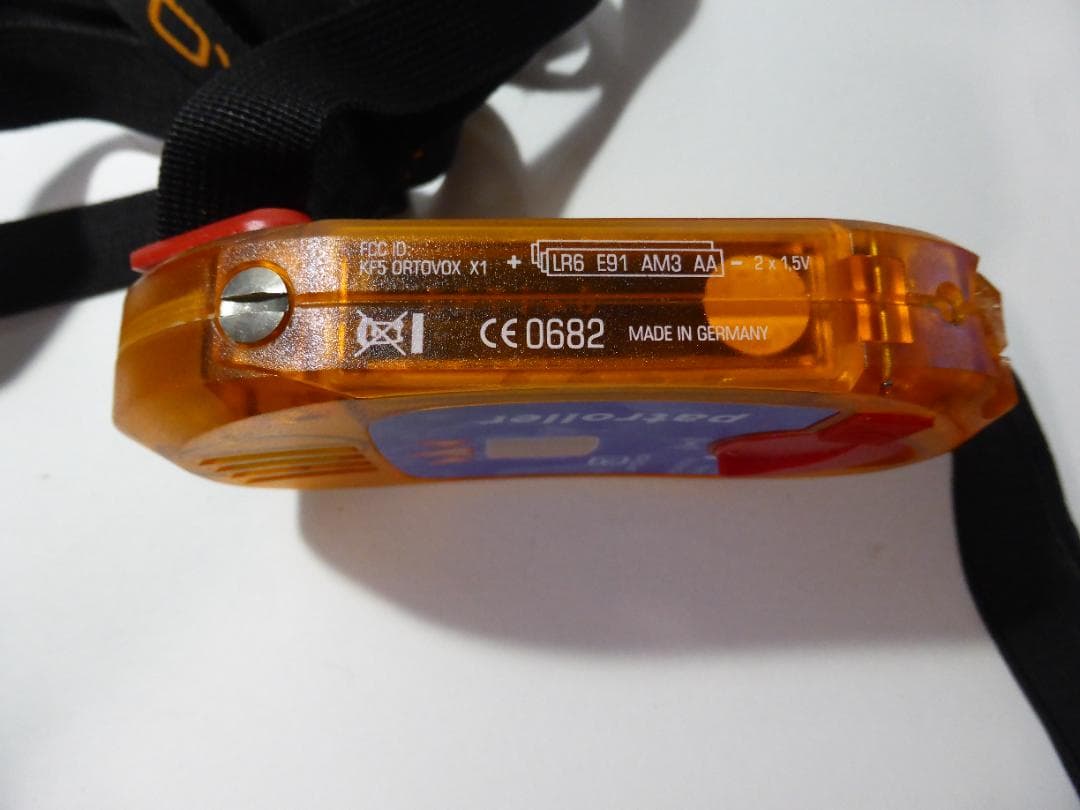 FCC ID:
KF5 ORTOVOX X1
+ LR6 E91 AM3 AA - 2 x 1,5V
CE 0682 MADE IN GERMANY
patroller